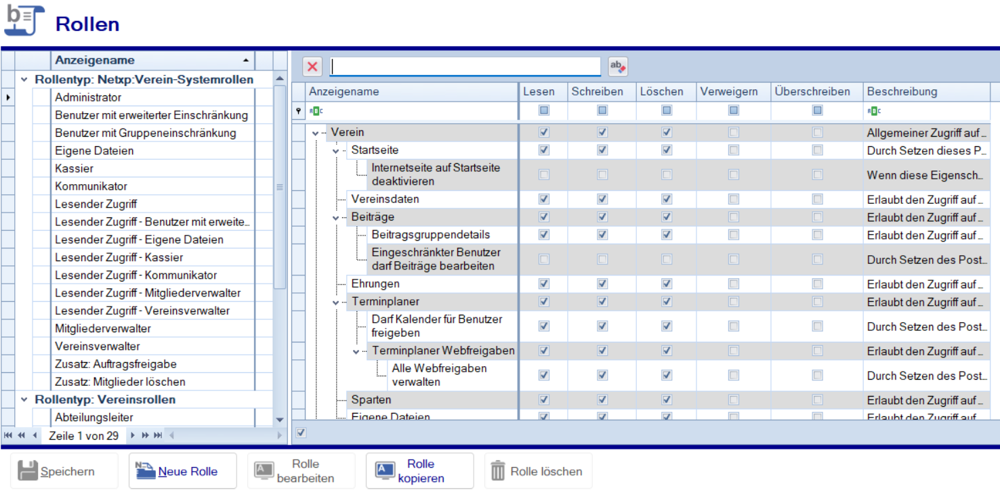 Rollen
Anzeigename
Rollentyp: Netxp:Verein-Systemrollen
Administrator
Benutzer mit erweiterter Einschränkung
Benutzer mit Gruppeneinschränkung
Eigene Dateien
Kassier
Kommunikator
Lesender Zugriff
Lesender Zugriff - Benutzer mit erweite...
Lesender Zugriff - Eigene Dateien
Lesender Zugriff - Kassier
Lesender Zugriff - Kommunikator
Lesender Zugriff - Mitgliederverwalter
Lesender Zugriff - Vereinsverwalter
Mitgliederverwalter
Vereinsverwalter
Zusatz: Auftragsfreigabe
Zusatz: Mitglieder löschen
Rollentyp: Vereinsrollen
Abteilungsleiter
Zeile 1 von 29
Anzeigename Lesen Schreiben Löschen Verweigern Überschreiben Beschreibung
Verein Allgemeiner Zugriff auf ...
Startseite Durch Setzen dieses P...
Internetseite auf Startseite
deaktivieren Wenn diese Eigensch...
Vereinsdaten Erlaubt den Zugriff auf ...
Beiträge Erlaubt den Zugriff auf ...
Beitragsgruppendetails Erlaubt den Zugriff auf ...
Eingeschränkter Benutzer
darf Beiträge bearbeiten Durch Setzen des Post...
Ehrungen Erlaubt den Zugriff auf ...
Terminplaner Erlaubt den Zugriff auf ...
Darf Kalender für Benutzer
freigeben Durch Setzen des Post...
Terminplaner Webfreigaben Erlaubt den Zugriff auf ...
Alle Webfreigaben
verwalten Durch Setzen des Post...
Sparten Erlaubt den Zugriff auf ...
Eigene Dateien Erlaubt den Zugriff auf
Speichern
Neue Rolle
Rolle
bearbeiten
Rolle
kopieren
Rolle löschen